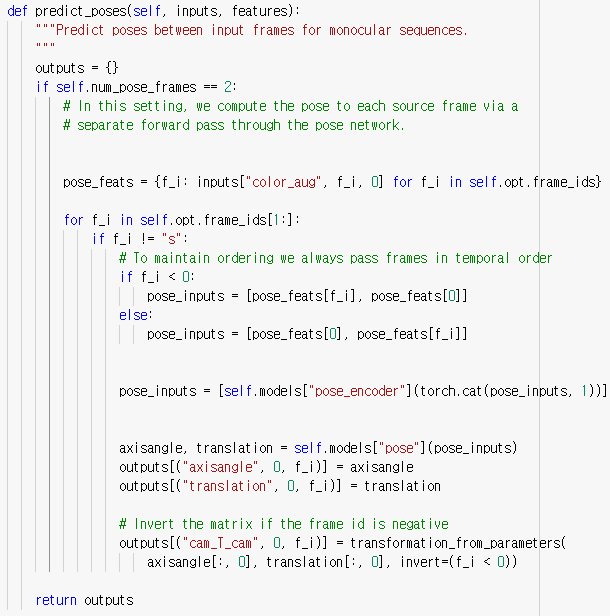 def predict_poses(self, inputs, features):
    """Predict poses between input frames for monocular sequences.
    """
    outputs = {}
    if self.num_pose_frames == 2:
        # In this setting, we compute the pose to each source frame via a
        # separate forward pass through the pose network.
        pose_feats = {f_i: inputs["color_aug", f_i, 0] for f_i in self.opt.frame_ids}
        for f_i in self.opt.frame_ids[1:]:
            if f_i != "s":
                # To maintain ordering we always pass frames in temporal order
                if f_i < 0:
                    pose_inputs = [pose_feats[f_i], pose_feats[0]]
                else:
                    pose_inputs = [pose_feats[0], pose_feats[f_i]]
                pose_inputs = [self.models["pose_encoder"](torch.cat(pose_inputs, 1))]
                axisangle, translation = self.models["pose"](pose_inputs)
                outputs[("axisangle", 0, f_i)] = axisangle
                outputs[("translation", 0, f_i)] = translation
                # Invert the matrix if the frame id is negative
                outputs[("cam_T_cam", 0, f_i)] = transformation_from_parameters(
                    axisangle[:, 0], translation[:, 0], invert=(f_i < 0))
    return outputs